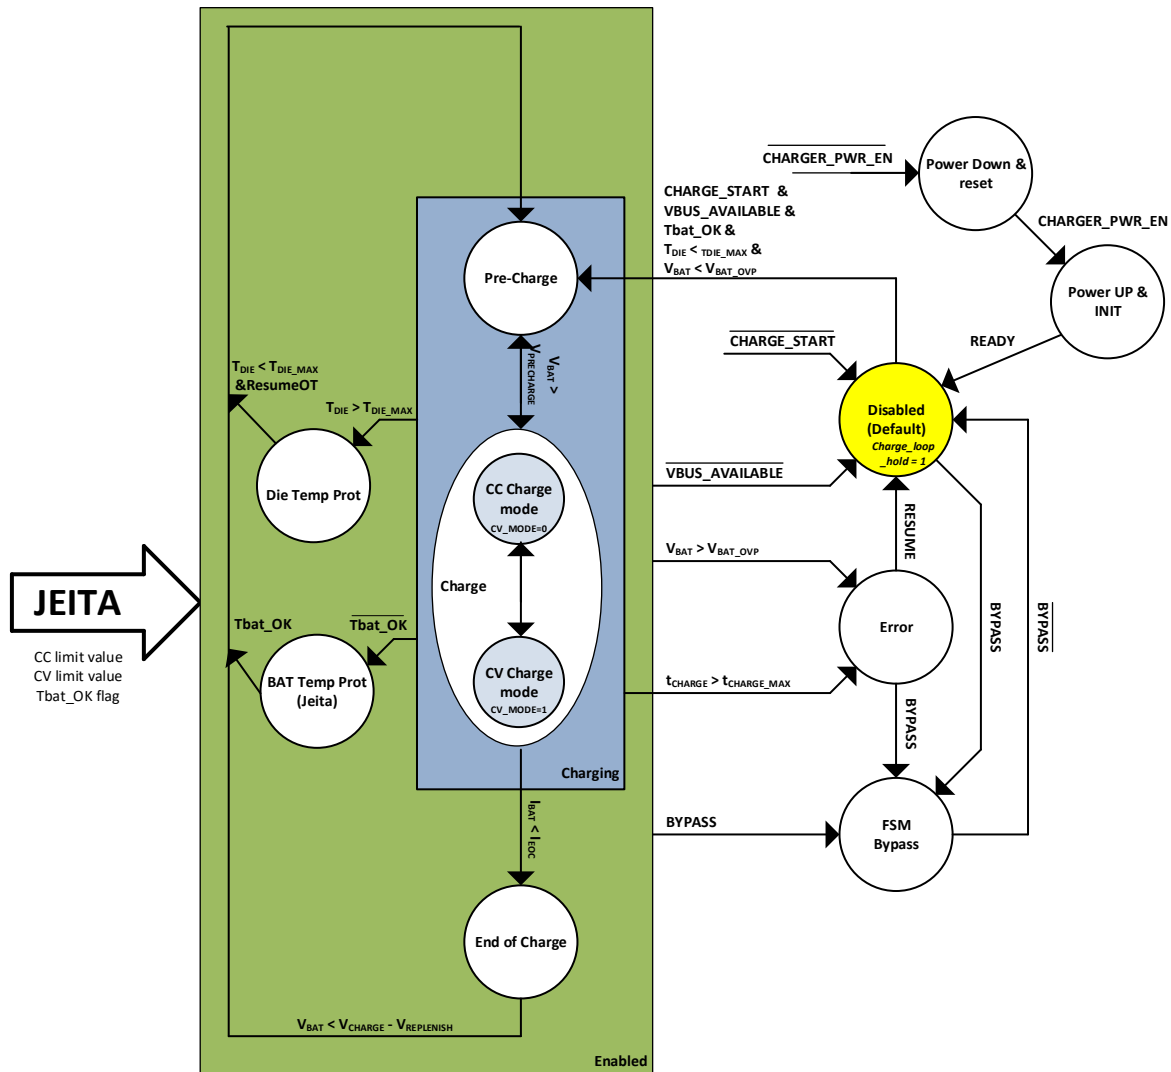 CHARGER_PWR_EN
Power Down &
reset
CHARGER_PWR_EN
Power UP &
INIT
READY
CHARGE_START &
VBUS_AVAILABLE &
Tbat_OK &
TDIE < TDIE_MAX &
VBAT < VBAT_OVP
Pre-Charge
VBAT >
VPRECHARGE
CHARGE_START
Disabled
(Default)
Charge_loop
_hold = 1
TDIE < TDIE_MAX
&ResumeOT
TDIE > TDIE_MAX
Die Temp Prot
CC Charge
mode
CV_MODE=0
VBUS_AVAILABLE
RESUME
VBAT > VBAT_OVP
Charge
JEITA
CC limit value
CV limit value
Tbat_OK flag
Tbat_OK
Tbat_OK
BAT Temp Prot
(Jeita)
CV Charge
mode
CV_MODE=1
Error
BYPASS
BYPASS
tCHARGE > tCHARGE_MAX
BYPASS
Charging
IBAT < IEOC
BYPASS
FSM
Bypass
End of Charge
VBAT < VCHARGE - VREPLENISH
Enabled